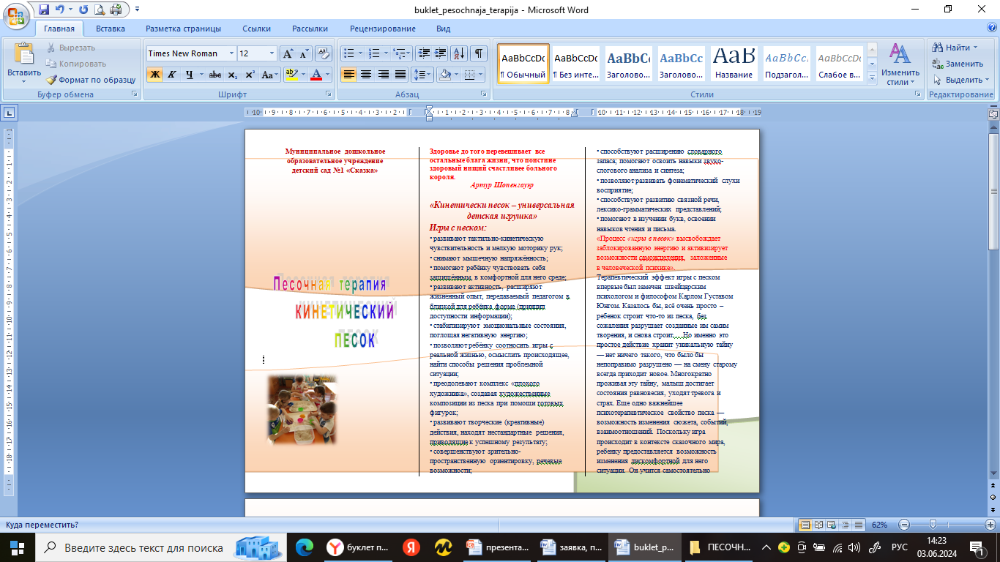 buklet_pesochnaja_terapija - Microsoft Word
Главная Вставка Разметка страницы Ссылки Рассылки Рецензирование Вид
Вставить
Вырезать
Копировать
Формат по образцу
Буфер обмена
Times New Roman 12
Ж К Ч abc x₂ x² Aa
Шрифт
Абзац
AaBbCcDc AaBbCcDc AaBbCc AaBbCc AaB AaBbCc. AaBbCcDc
¶ Обычный ¶ Без инте... Заголово... Заголово... Название Подзагол... Слабое в...
Изменить стили
Стили
Найти
Заменить
Выделить
Редактирование
Муниципальное дошкольное
образовательное учреждение
детский сад №1 «Сказка»
Песочная терапия
КИНЕТИЧЕСКИЙ
ПЕСОК
Здоровье до того перевешивает все
остальные блага жизни, что поистине
здоровый нищий счастливее больного
короля.
Артур Шопенгауэр
«Кинетически песок – универсальная
детская игрушка»
Игры с песком:
• развивают тактильно-кинетическую
чувствительность и мелкую моторику рук;
• снимают мышечную напряжённость;
• помогают ребёнку чувствовать себя
защищённым, в комфортной для него среде;
• развивают активность, расширяют
жизненный опыт, передаваемый педагогом в
близкой для ребёнка форме (принцип
доступности информации);
• стабилизируют эмоциональные состояния,
поглощая негативную энергию;
• позволяют ребёнку соотносить игры с
реальной жизнью, осмыслить происходящее,
найти способы решения проблемной
ситуации;
• преодолевают комплекс «плохого
художника», создавая художественные
композиции из песка при помощи готовых
фигурок;
• развивают творческие (креативные)
действия, находят нестандартные решения,
приводящие к успешному результату;
• совершенствуют зрительно-
пространственную ориентировку, речевые
возможности;
• способствуют расширению словарного
запаса; помогают освоить навыки звуко-
слогового анализа и синтеза;
• позволяют развивать фонематический слухи
восприятие;
• способствуют развитию связной речи,
лексико-грамматических представлений;
• помогают в изучении букв, освоении
навыков чтения и письма.
«Процесс «игры в песок» высвобождает
заблокированную энергию и активизирует
возможности самоисцеления, заложенные
в человеческой психике».
Терапевтический эффект игры с песком
впервые был замечен швейцарским
психологом и философом Карлом Густавом
Юнгом. Казалось бы, всё очень просто –
ребенок строит что-то из песка, без
сожаления разрушает созданные им самим
творения, и снова строит.…Но именно это
простое действие хранит уникальную тайну
— нет ничего такого, что было бы
непоправимо разрушено — на смену старому
всегда приходит новое. Многократно
проживая эту тайну, малыш достигает
состояния равновесия, уходят тревога и
страх. Еще одно важнейшее
психотерапевтическое свойство песка —
возможность изменения сюжета, событий,
взаимоотношений. Поскольку игра
происходит в контексте сказочного мира,
ребенку предоставляется возможность
изменения дискомфортной для него
ситуации. Он учится самостоятельно
Куда переместить?
62%
Введите здесь текст для поиска
буклет п...
презента...
заявка, п...
buklet_p...
ПЕСОЧН...
РУС
14:23
03.06.2024